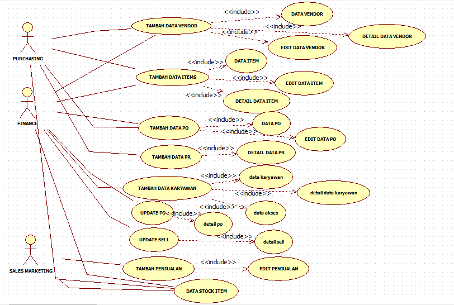 <<include>>
DATA VENDOR
TAMBAH DATA VENDOR
<<include>>
DETAIL DATA VENDOR
<<include>>
EDIT DATA VENDOR
PURCHASING
<<include>>
DATA ITEM
TAMBAH DATA ITEMS
<<include>>
EDIT DATA ITEM
<<include>>
DETAIL DATA ITEM
FINANCE
<<include>>
DATA PO
TAMBAH DATA PO
<<include>>
EDIT DATA PO
<<include>>
DETAIL DATA PR
TAMBAH DATA PR
<<include>>
data karyawan
TAMBAH DATA KARYAWAN
<<include>>
detail data karyawan
<<include>>
data akses
UPDATE PO
<<include>>
detail po
UPDATE SELL
<<include>>
detail sell
SALES MARKETING
TAMBAH PENJUALAN
<<include>>
EDIT PENJUALAN
DATA STOCK ITEM